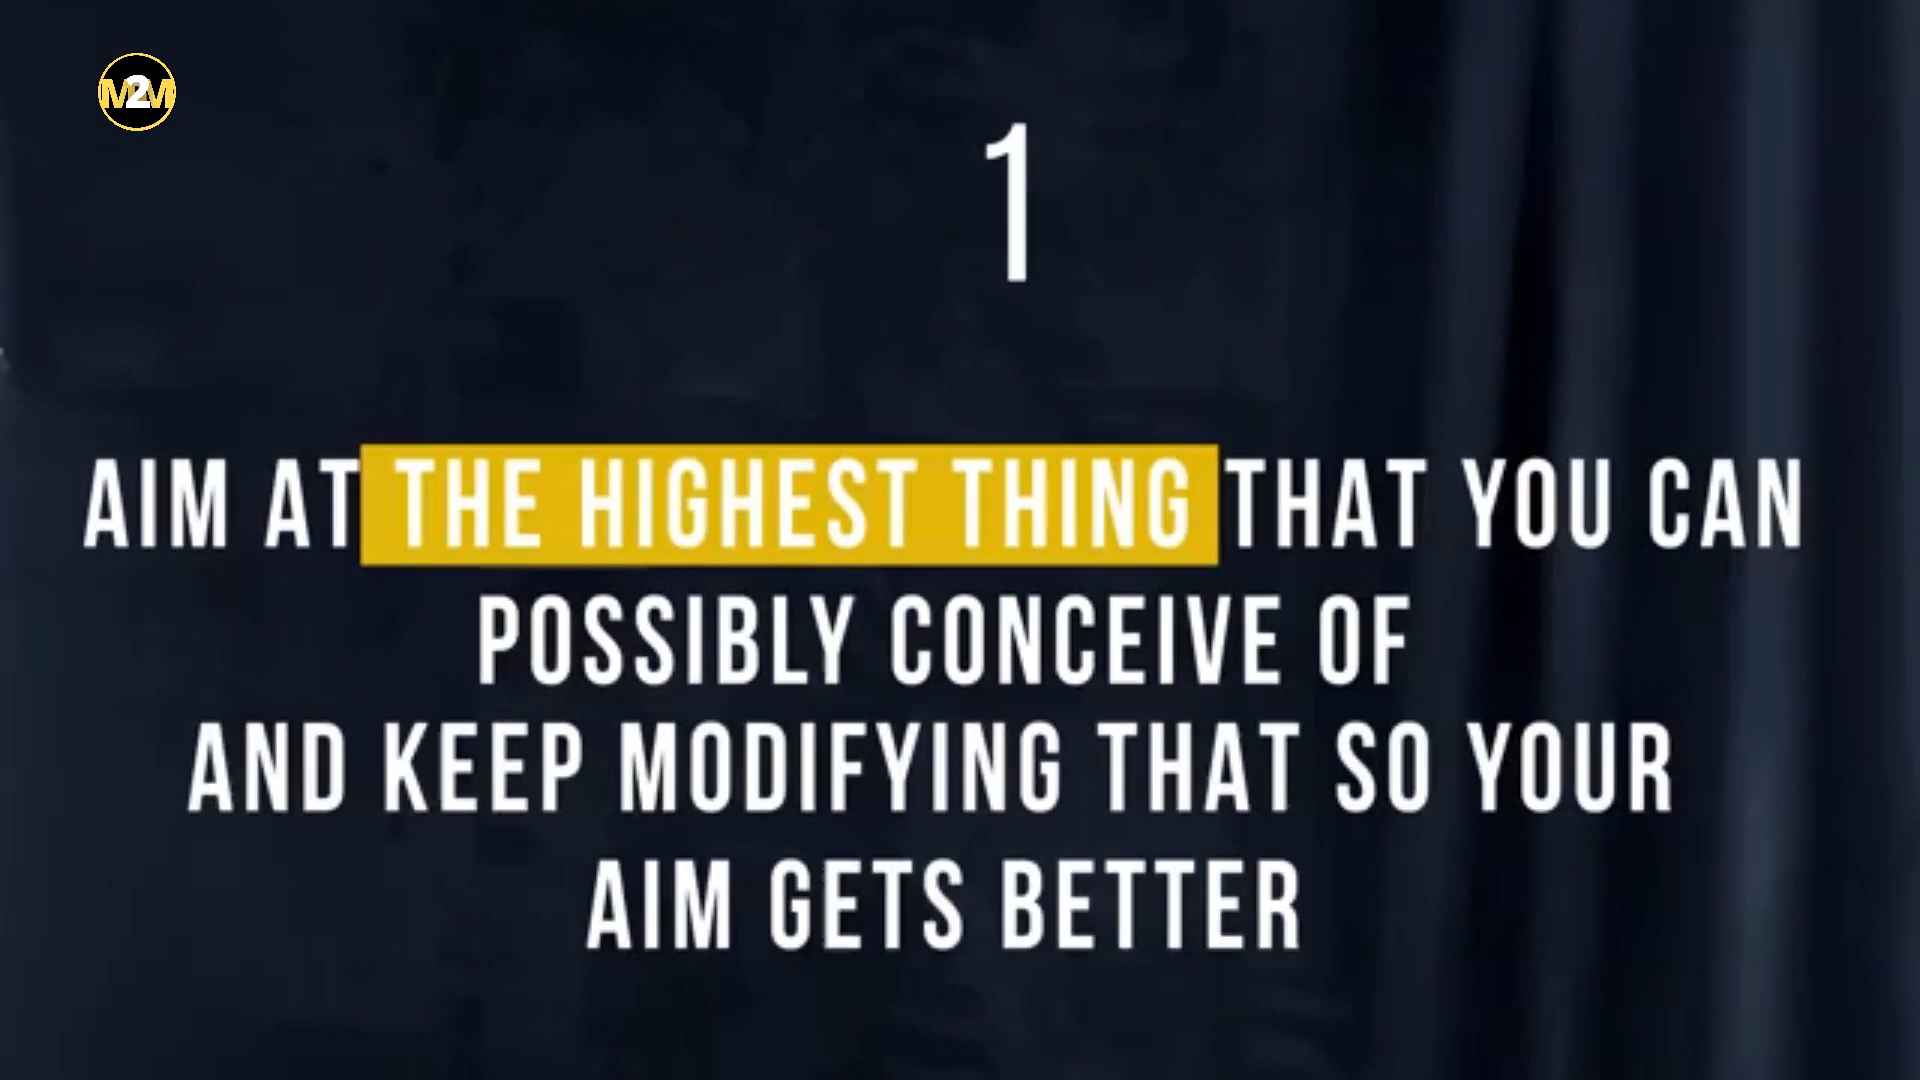 M2M
1
AIM AT THE HIGHEST THING THAT YOU CAN
POSSIBLY CONCEIVE OF
AND KEEP MODIFYING THAT SO YOUR
AIM GETS BETTER